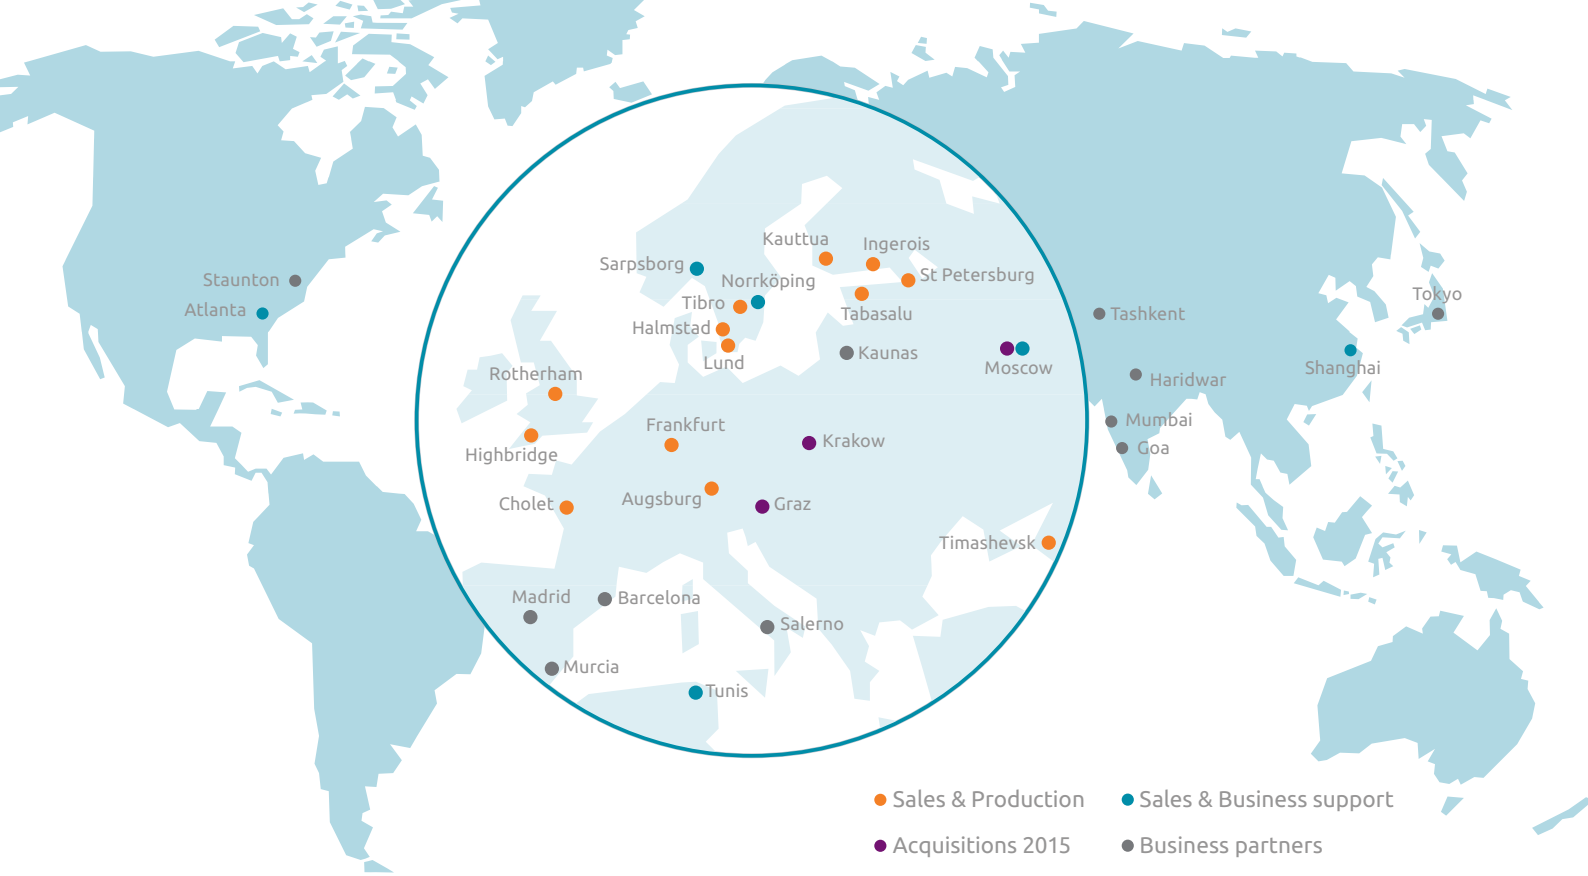 Kauttua
Ingerois
Sarpsborg
St Petersburg
Staunton
Norrköping
Tokyo
Tibro
Atlanta
Tabasalu
Tashkent
Halmstad
Kaunas
Lund
Moscow
Shanghai
Rotherham
Haridwar
Mumbai
Frankfurt
Krakow
Goa
Highbridge
Augsburg
Cholet
Graz
Timashevsk
Madrid
Barcelona
Salerno
Murcia
Tunis
Sales & Production
Sales & Business support
Acquisitions 2015
Business partners